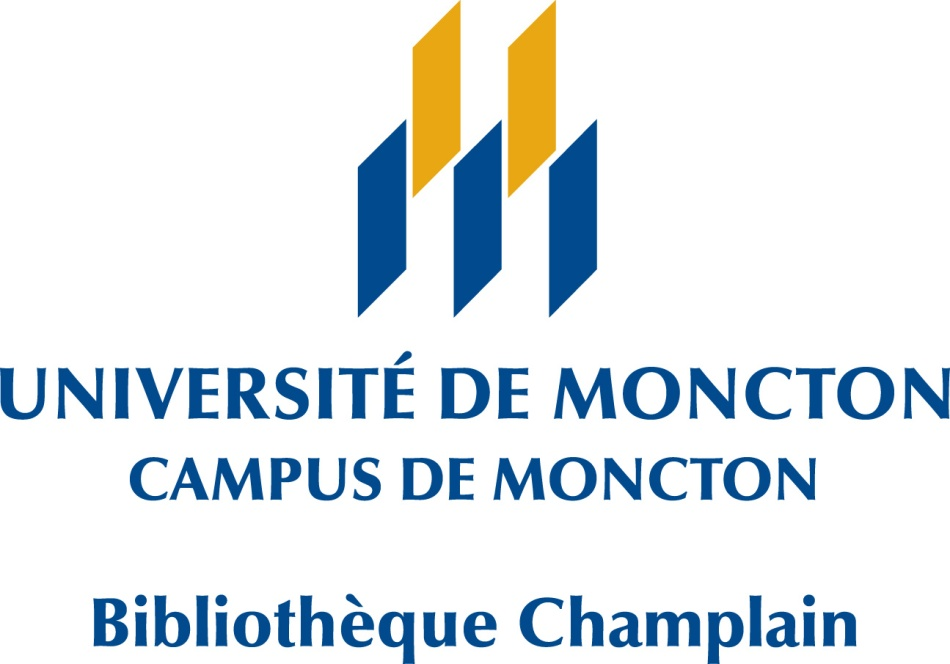 UNIVERSITÉ DE MONCTON
CAMPUS DE MONCTON
Bibliothèque Champlain